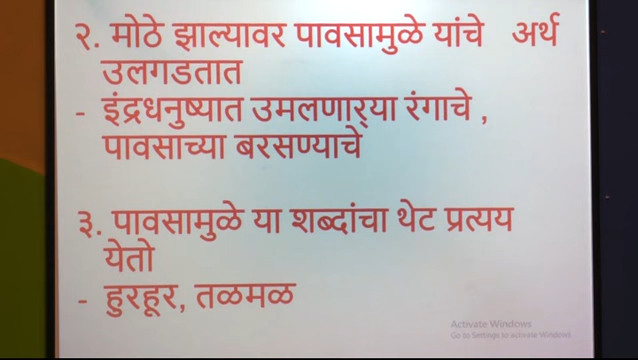 २. मोठे झाल्यावर पावसामुळे यांचे अर्थ
उलगडतात
- इंद्रधनुष्यात उमलणाऱ्या रंगाचे ,
पावसाच्या बरसण्याचे
३. पावसामुळे या शब्दांचा थेट प्रत्यय
येतो
- हुरहूर, तळमळ
Activate Windows
Go to Settings to activate Windows.